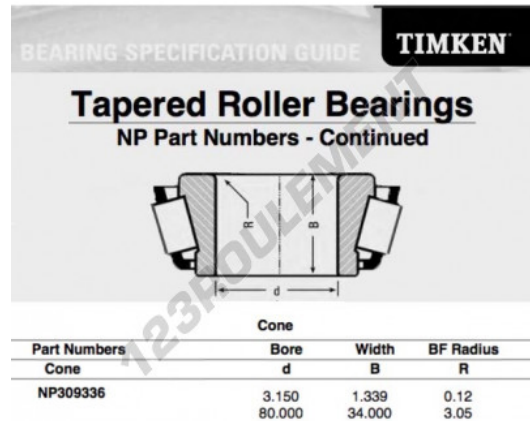 BEARING SPECIFICATION GUIDE
TIMKEN
Tapered Roller Bearings
NP Part Numbers - Continued
R
B
d
123ROULEMENT
Cone
Part Numbers Bore Width BF Radius
Cone d B R
NP309336 3.150 1.339 0.12
80.000 34.000 3.05